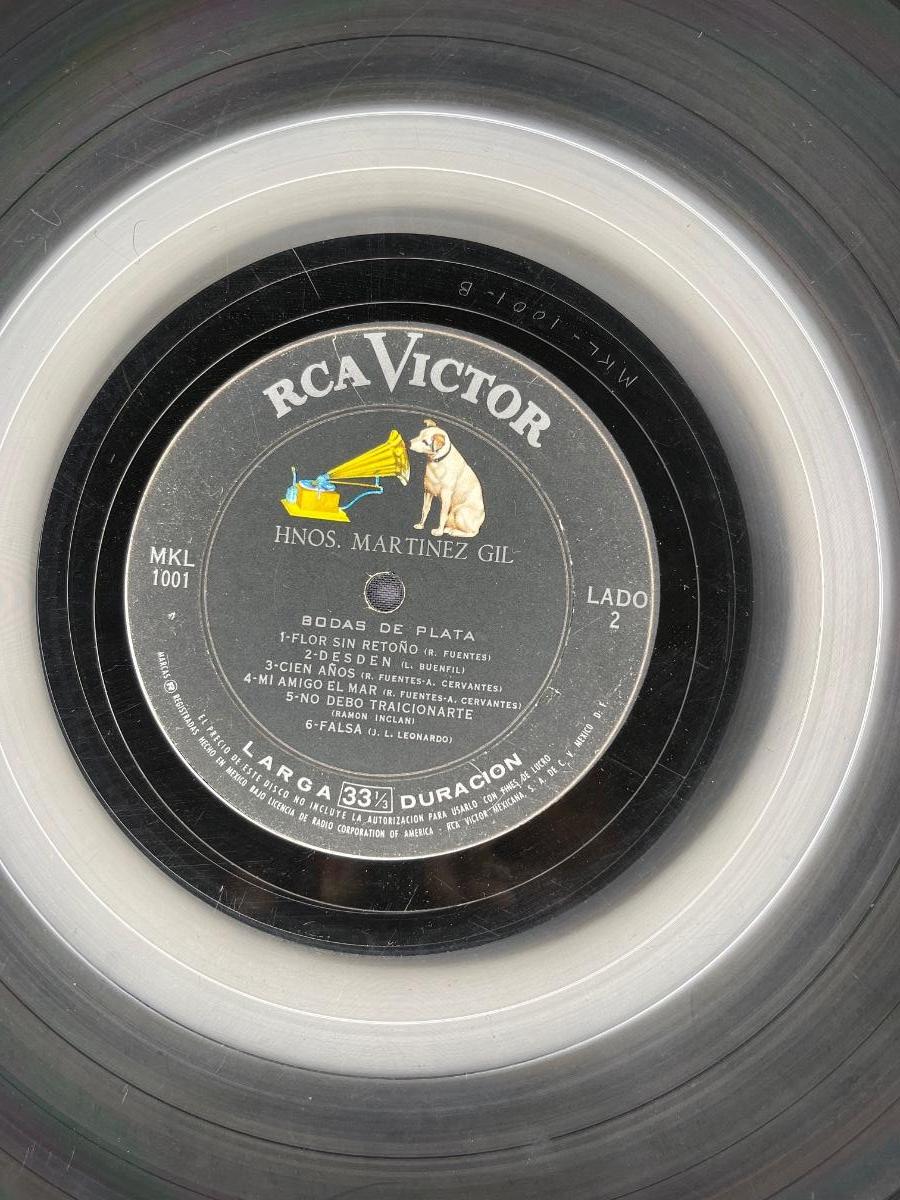 MKL-1001-B
RCA VICTOR
HNOS. MARTINEZ GIL
MKL
1001
LADO
2
BODAS DE PLATA
1-FLOR SIN RETOÑO (R. FUENTES)
2-DESDEN (L. BUENFIL)
3-CIEN AÑOS (R. FUENTES-A. CERVANTES)
4-MI AMIGO EL MAR (R. FUENTES-A. CERVANTES)
5-NO DEBO TRAICIONARTE
(RAMON INCLAN)
6-FALSA (J. L. LEONARDO)
LARGA 33⅓ DURACION
EL PRECIO DE ESTE DISCO NO INCLUYE LA AUTORIZACION PARA USARLO CON FINES DE LUCRO
MARCAS ® REGISTRADAS HECHO EN MEXICO BAJO LICENCIA DE RADIO CORPORATION OF AMERICA - RCA VICTOR MEXICANA, S. A. DE C. V. MEXICO D. F.